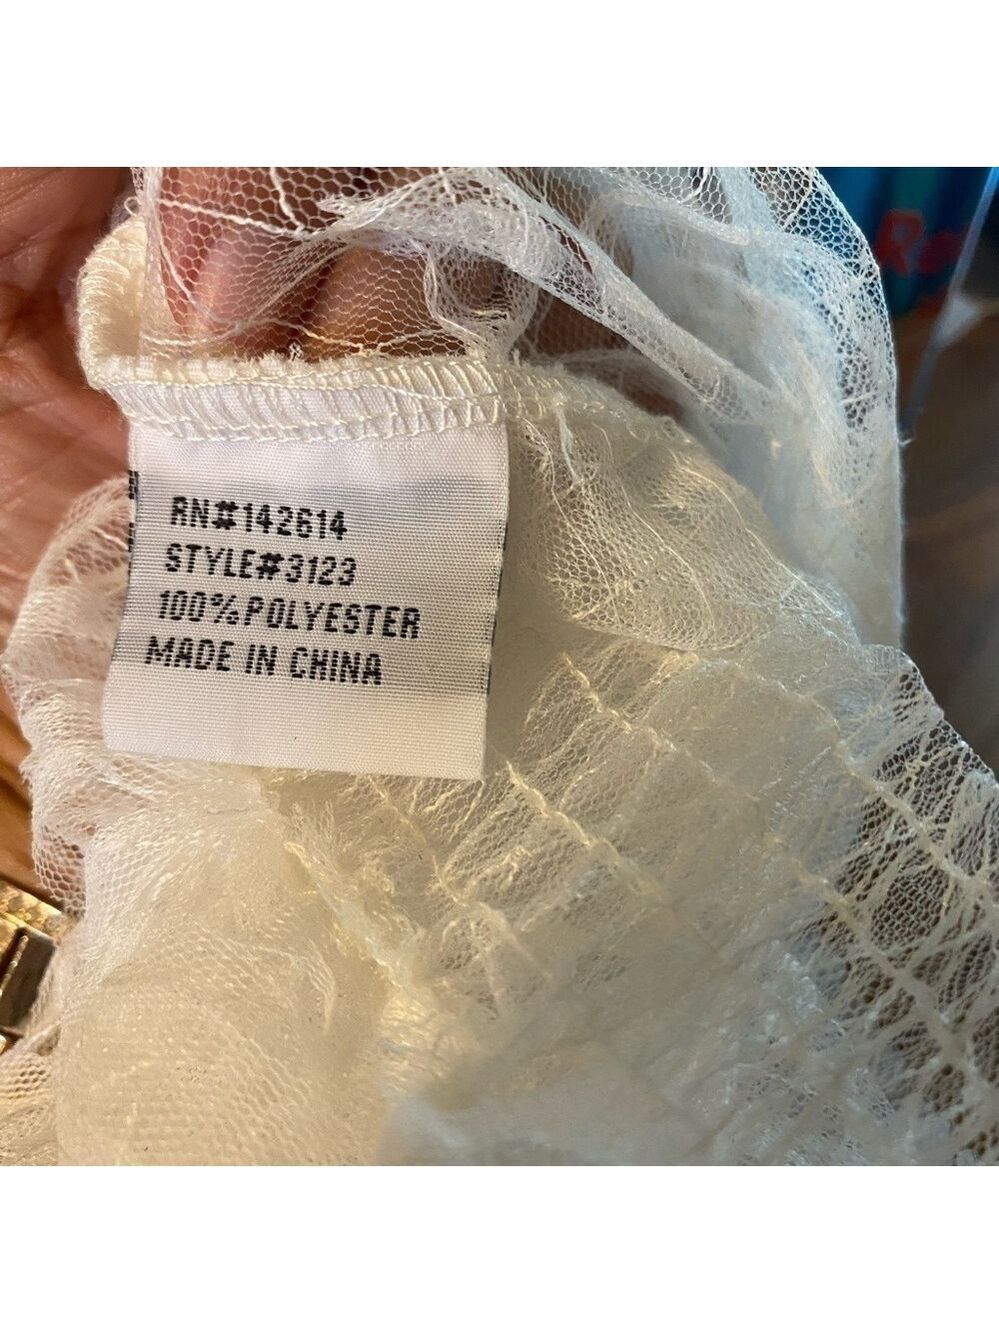 RN#142614
STYLE#3123
100%POLYESTER
MADE IN CHINA